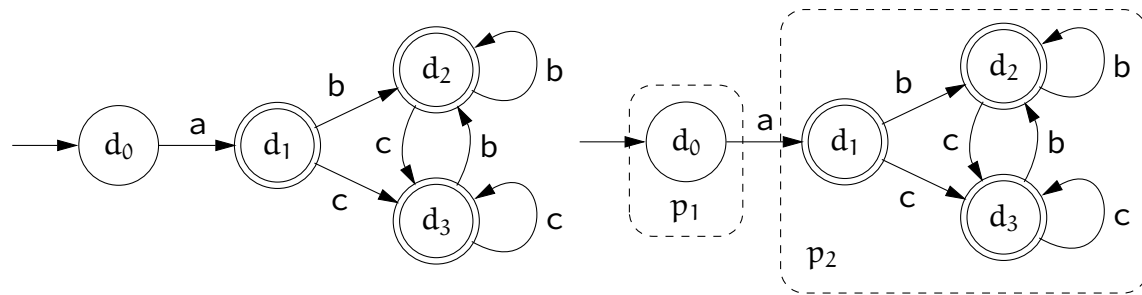 d₀ a d₁ b c d₂ b c b d₃ c
d₀ p₁ a d₁ b c d₂ b c b d₃ c p₂